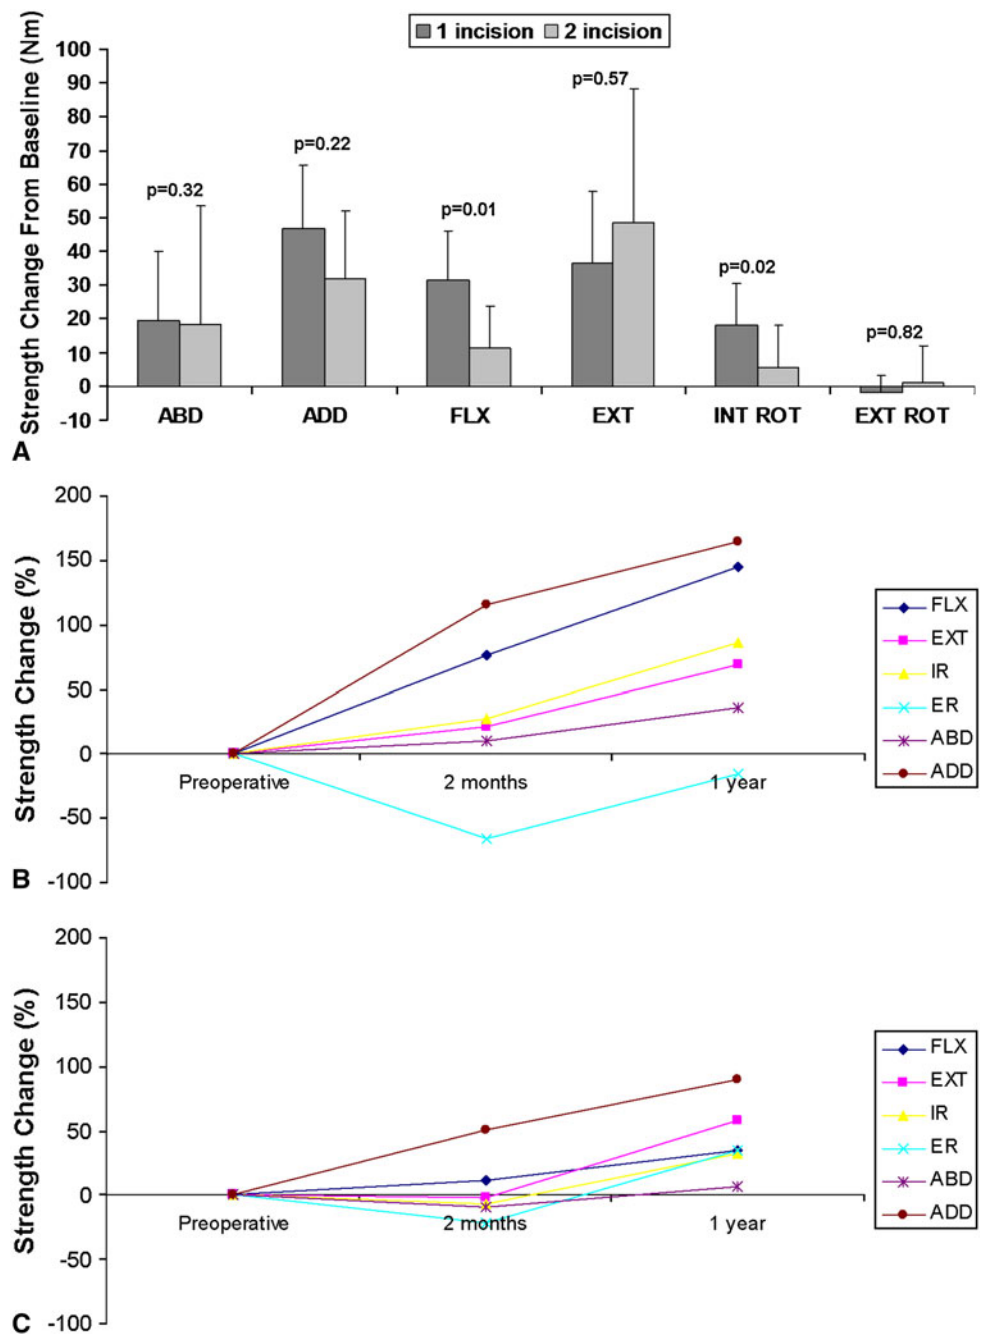 1 incision 2 incision
Strength Change From Baseline (Nm)
100
90
80
70
60
50
40
30
20
10
0
-10
p=0.32
p=0.22
p=0.01
p=0.57
p=0.02
p=0.82
ABD ADD FLX EXT INT ROT EXT ROT
A
Strength Change (%)
200
150
100
50
0
-50
-100
Preoperative 2 months 1 year
FLX
EXT
IR
ER
ABD
ADD
B
Strength Change (%)
200
150
100
50
0
-50
-100
Preoperative 2 months 1 year
FLX
EXT
IR
ER
ABD
ADD
C